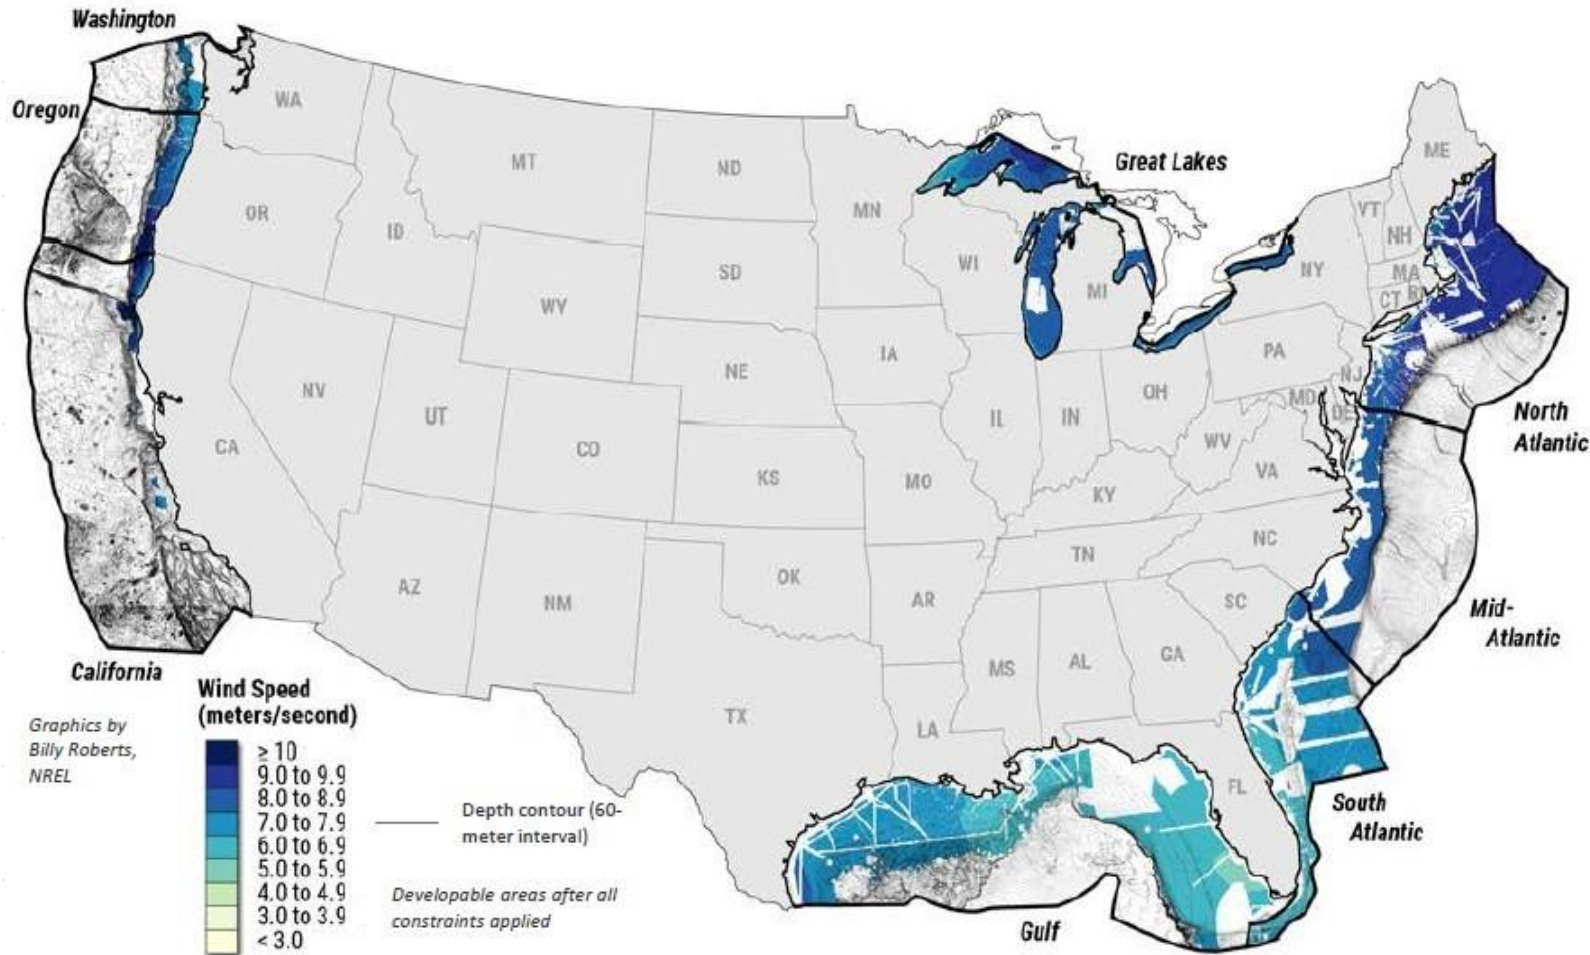 Washington
Oregon
WA
MT
ND
MN
Great Lakes
ME
OR
ID
SD
WI
MI
VT
NH
NY
MA
WY
CT
RI
IA
PA
NE
NJ
NV
UT
CO
IL
IN
OH
MD
DE
North
Atlantic
CA
KS
MO
WV
VA
KY
NC
TN
AZ
NM
OK
AR
SC
Mid-
Atlantic
MS
AL
GA
California
TX
LA
FL
South
Atlantic
Gulf
Graphics by
Billy Roberts,
NREL
Wind Speed
(meters/second)
≥ 10
9.0 to 9.9
8.0 to 8.9
7.0 to 7.9
6.0 to 6.9
5.0 to 5.9
4.0 to 4.9
3.0 to 3.9
< 3.0
Depth contour (60-
meter interval)
Developable areas after all
constraints applied